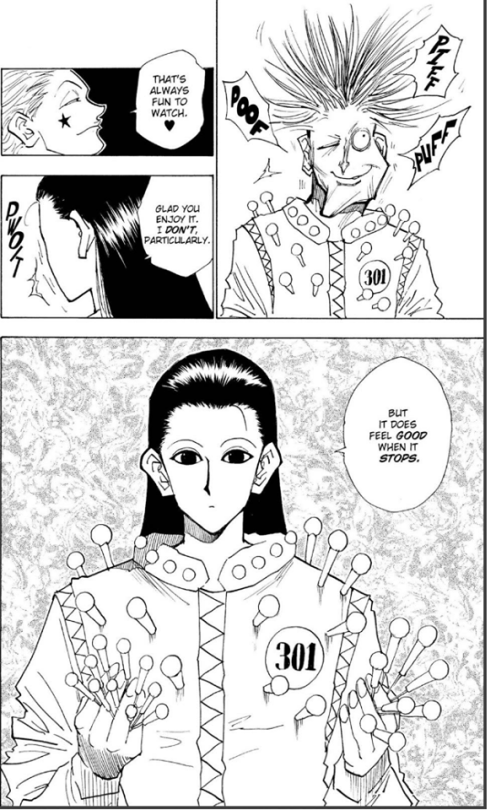 PIFF
POOF
PUFF
301
THAT'S
ALWAYS
FUN TO
WATCH.
♥
GLAD YOU
ENJOY IT.
I DON'T,
PARTICULARLY.
PWOIT
BUT
IT DOES
FEEL GOOD
WHEN IT
STOPS.
301